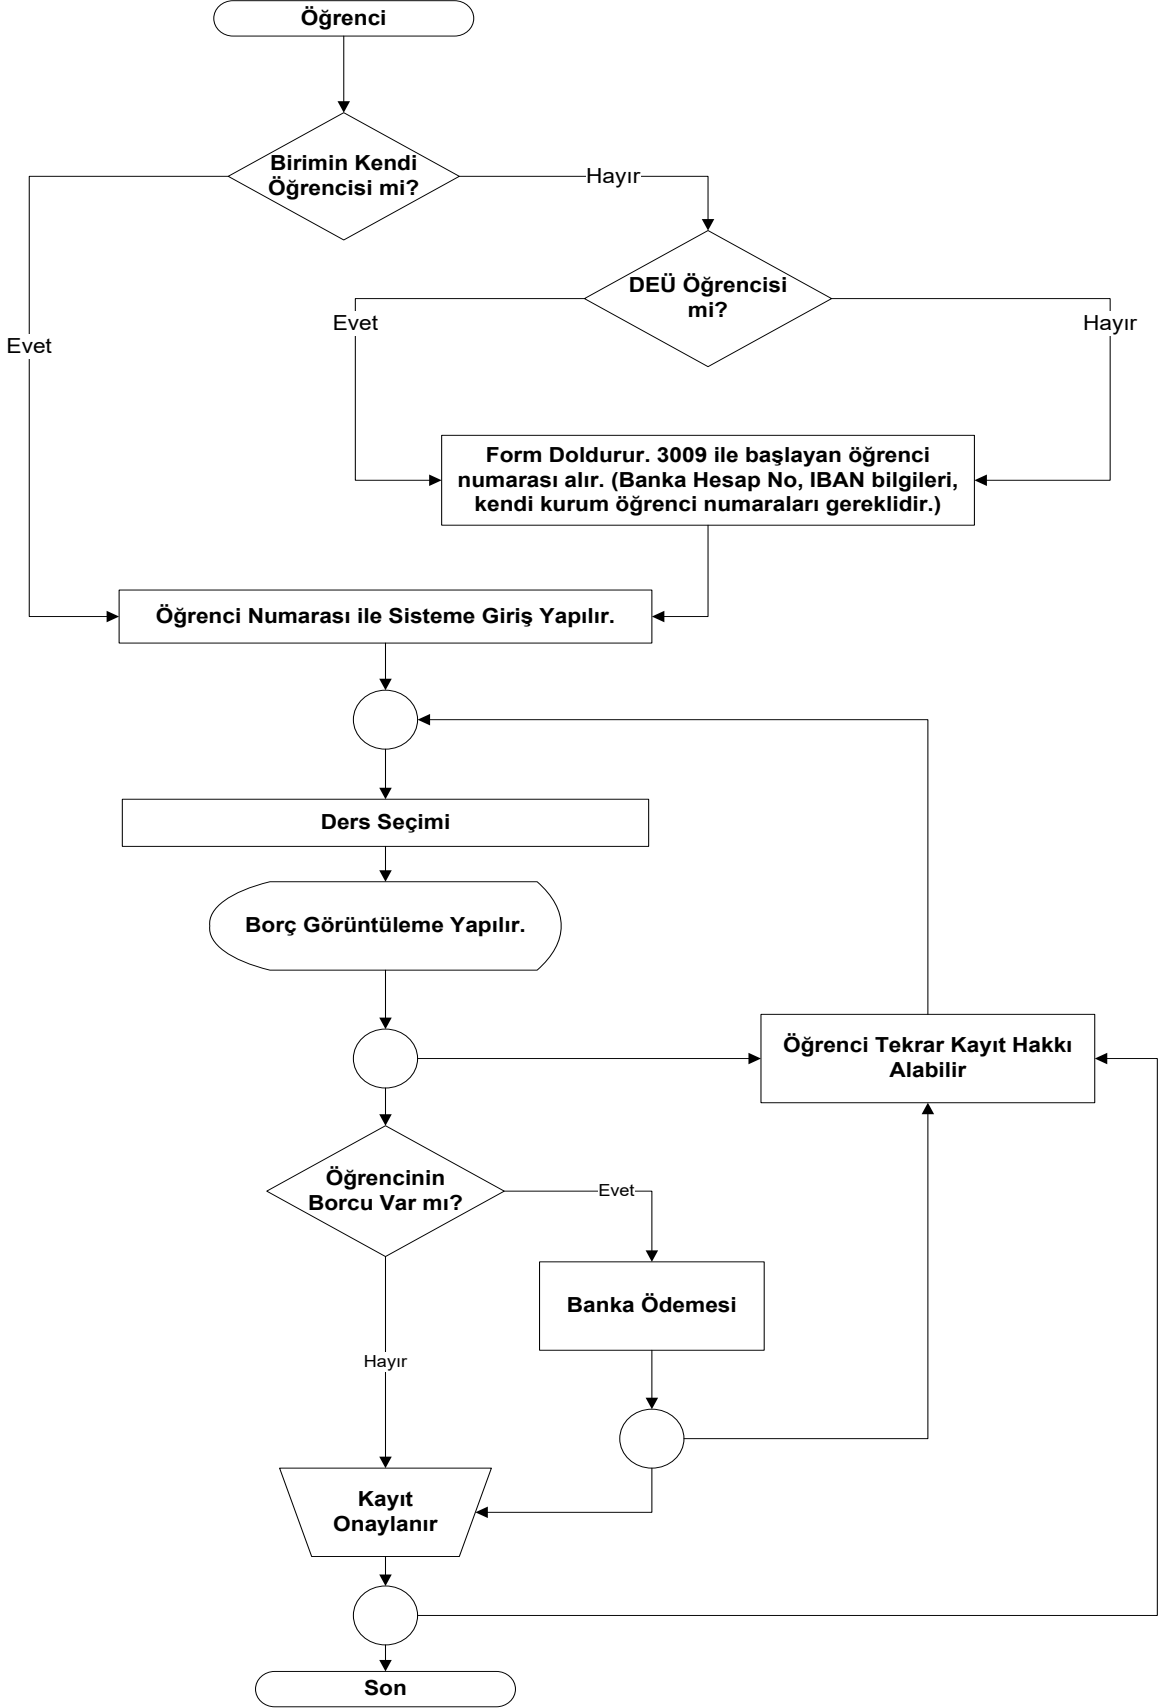 Öğrenci
Birimin Kendi
Öğrencisi mi?
Hayır
DEÜ Öğrencisi
mi?
Evet
Hayır
Evet
Form Doldurur. 3009 ile başlayan öğrenci
numarası alır. (Banka Hesap No, IBAN bilgileri,
kendi kurum öğrenci numaraları gereklidir.)
Öğrenci Numarası ile Sisteme Giriş Yapılır.
Ders Seçimi
Borç Görüntüleme Yapılır.
Öğrenci Tekrar Kayıt Hakkı
Alabilir
Öğrencinin
Borcu Var mı?
Evet
Banka Ödemesi
Hayır
Kayıt
Onaylanır
Son